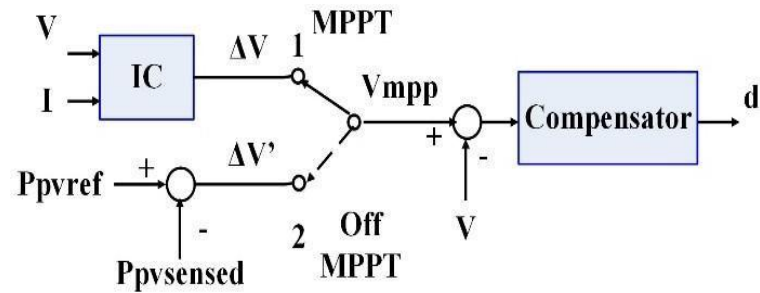 V
MPPT
ΔV
1
IC
I
Vmpp
d
Compensator
+
-
ΔV’
Ppvref
+
-
2
Off
MPPT
V
Ppvsensed